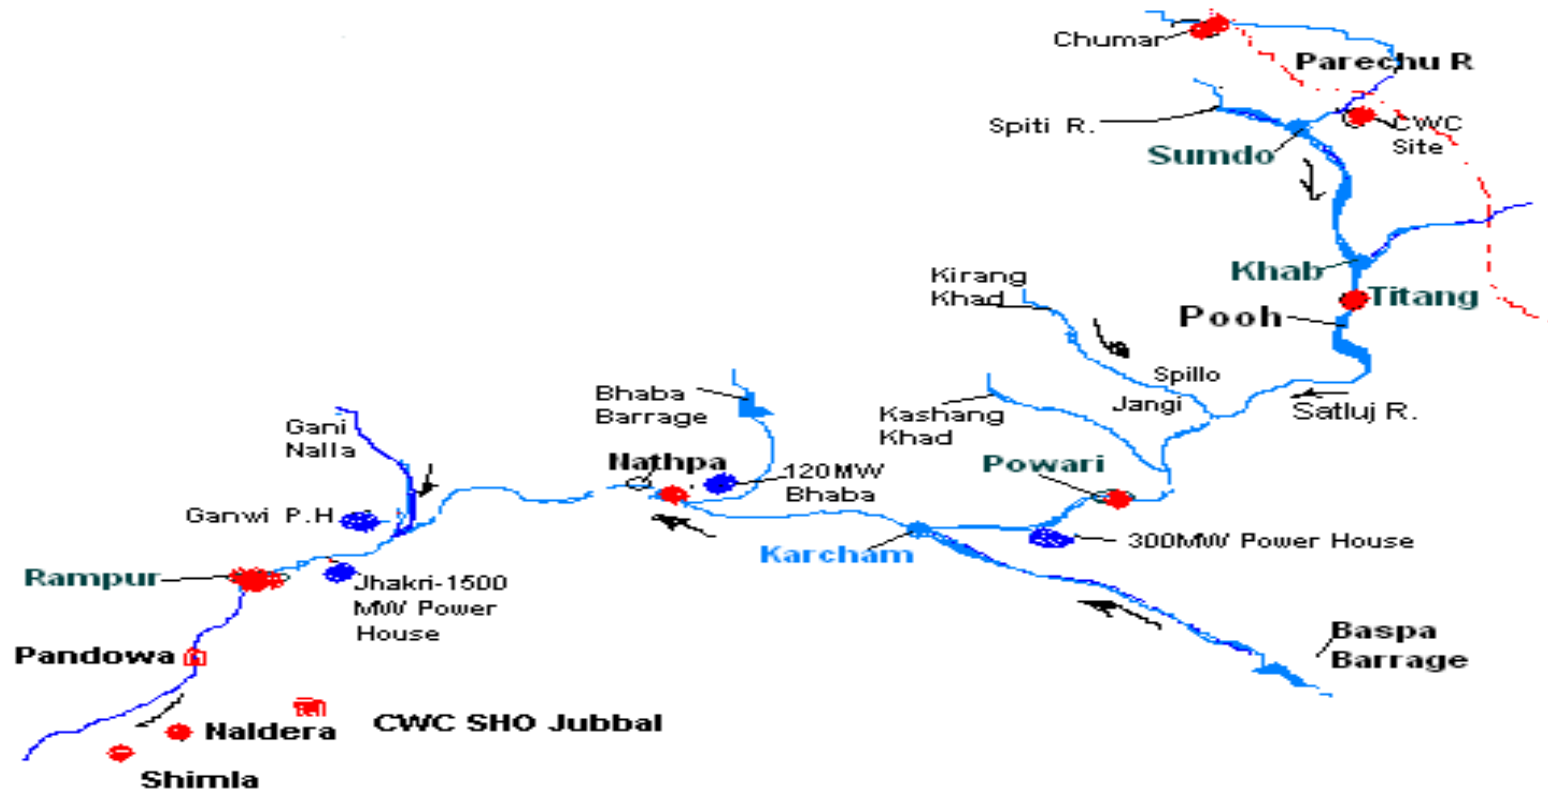 Chumar
Parechu R
Spiti R.
CWC
Site
Sumdo
Khab
Titang
Pooh
Kirang
Khad
Spillo
Jangi
Satluj R.
Bhaba
Barrage
Kashang
Khad
Gani
Nalla
Nathpa
120MW
Bhaba
Powari
Ganwi P.H
Karcham
300MW Power House
Rampur
Jhakri-1500
MW Power
House
Baspa
Barrage
Pandowa
Naldera
CWC SHO Jubbal
Shimla